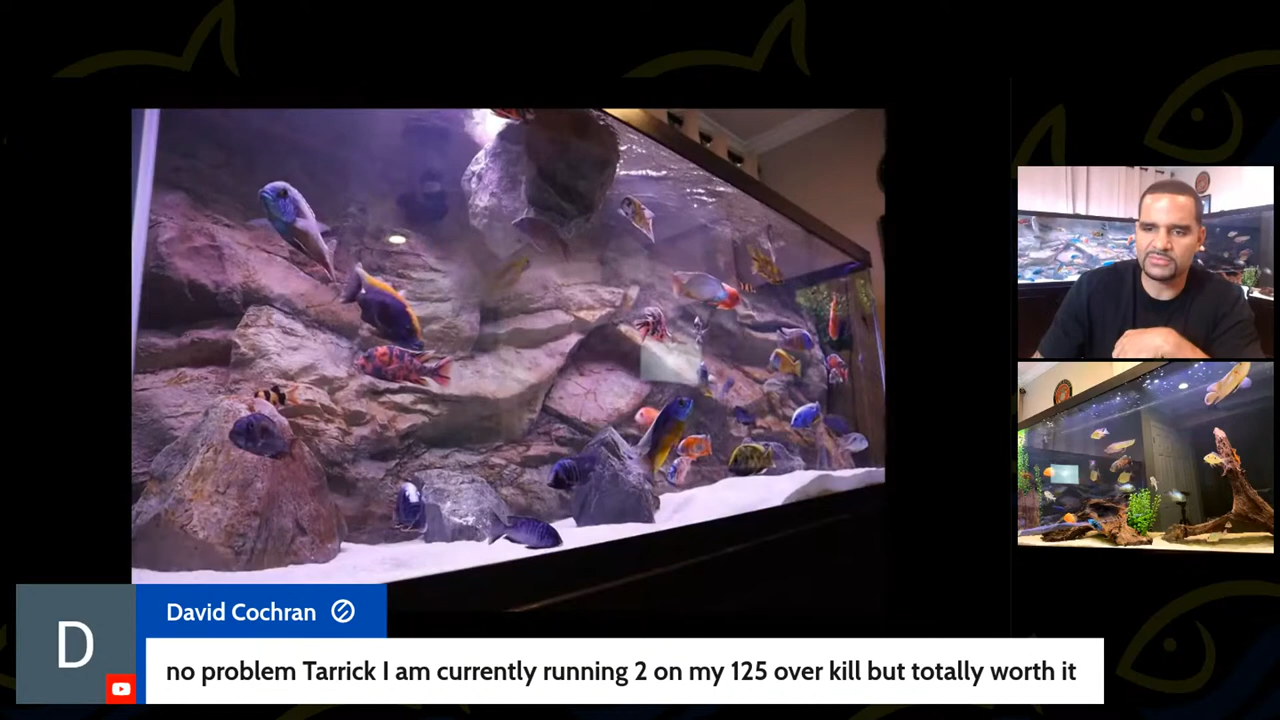 D
David Cochran
no problem Tarrick I am currently running 2 on my 125 over kill but totally worth it